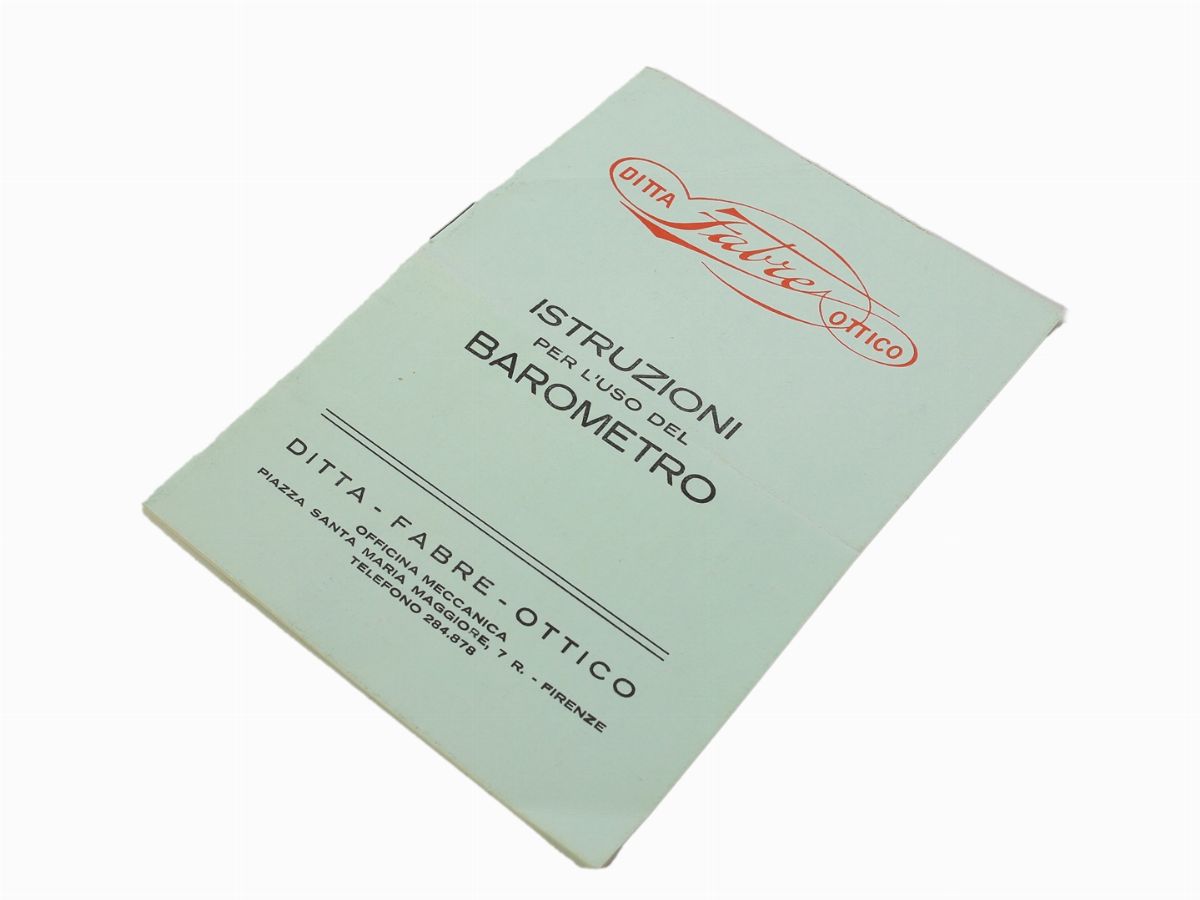 DITTA
Fabre
OTTICO
ISTRUZIONI
PER L'USO DEL
BAROMETRO
DITTA - FABRE - OTTICO
OFFICINA MECCANICA
PIAZZA SANTA MARIA MAGGIORE, 7 R. - FIRENZE
TELEFONO 284.878